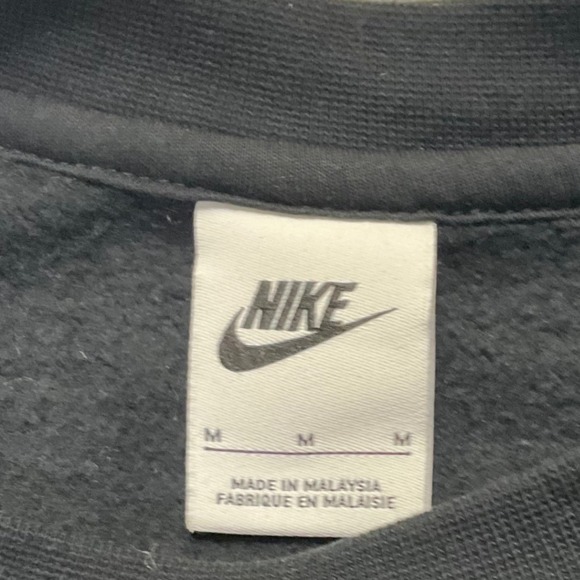 NIKE
M M M
MADE IN MALAYSIA
FABRIQUE EN MALAISIE